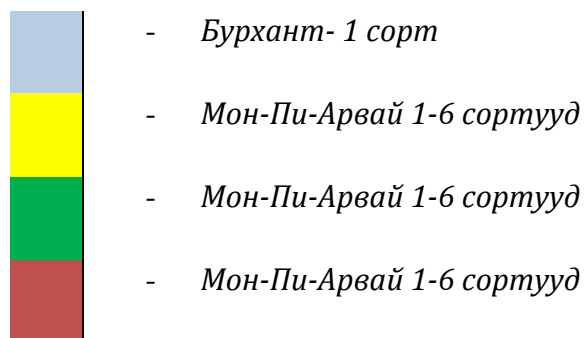 - Бурхант- 1 сорт
- Мон-Пи-Арвай 1-6 сортууд
- Мон-Пи-Арвай 1-6 сортууд
- Мон-Пи-Арвай 1-6 сортууд